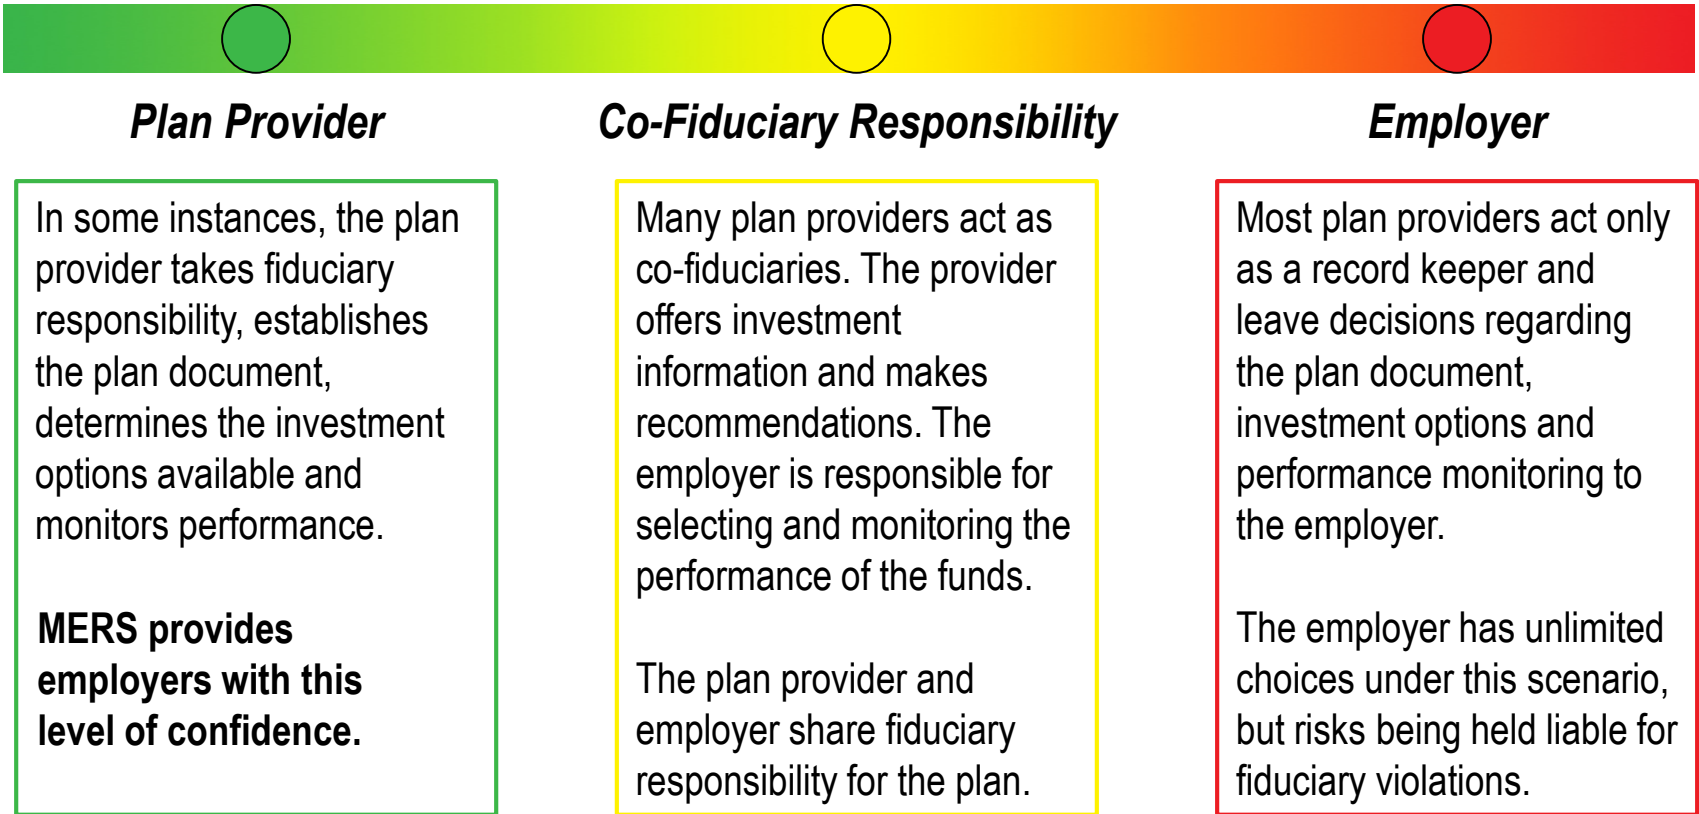 Plan Provider
In some instances, the plan
provider takes fiduciary
responsibility, establishes
the plan document,
determines the investment
options available and
monitors performance.
MERS provides
employers with this
level of confidence.
Co-Fiduciary Responsibility
Many plan providers act as
co-fiduciaries. The provider
offers investment
information and makes
recommendations. The
employer is responsible for
selecting and monitoring the
performance of the funds.
The plan provider and
employer share fiduciary
responsibility for the plan.
Employer
Most plan providers act only
as a record keeper and
leave decisions regarding
the plan document,
investment options and
performance monitoring to
the employer.
The employer has unlimited
choices under this scenario,
but risks being held liable for
fiduciary violations.